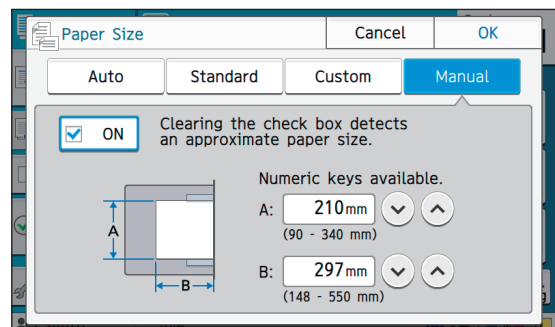 Paper Size
Cancel
OK
Auto
Standard
Custom
Manual
ON
Clearing the check box detects
an approximate paper size.
Numeric keys available.
A: 210mm
(90 - 340 mm)
B: 297mm
(148 - 550 mm)
A
B